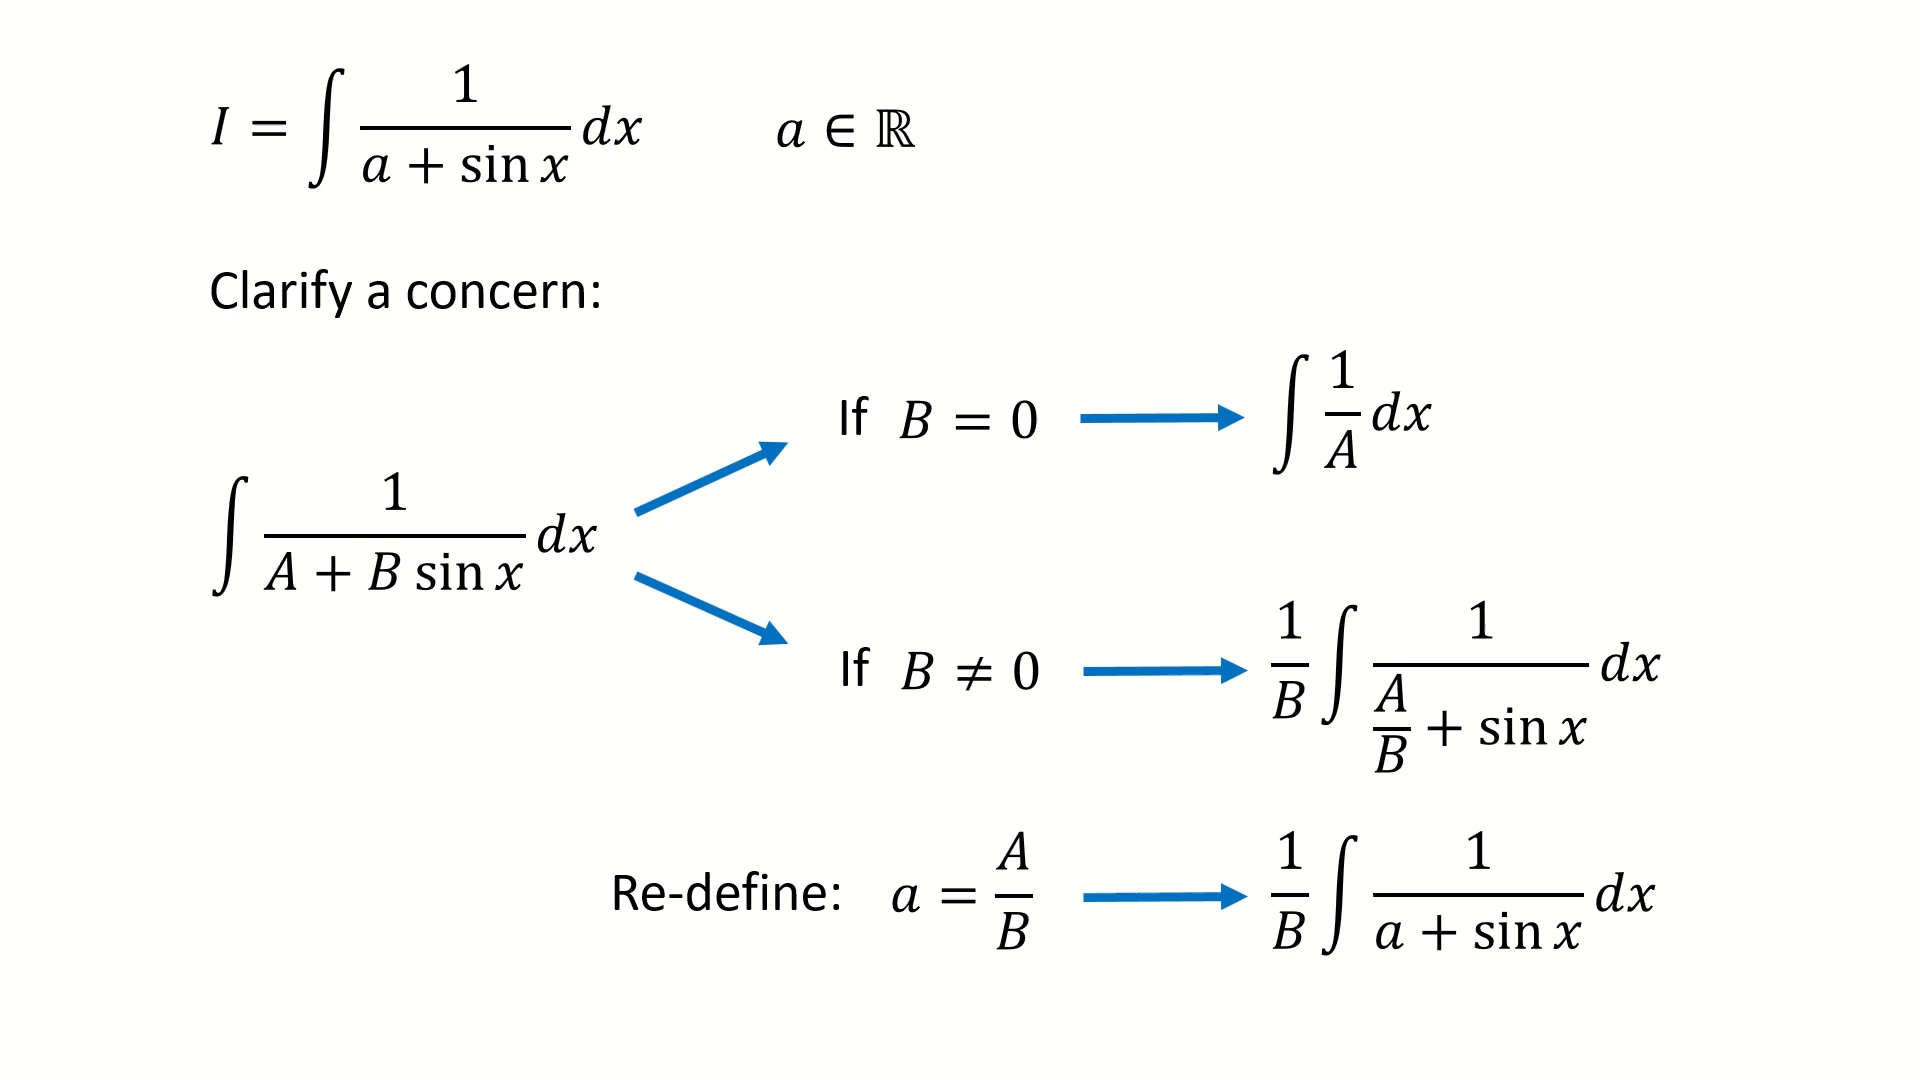 I = ∫ 1/(a + sin x) dx    a ∈ ℝ
Clarify a concern:
If B = 0 → ∫ 1/A dx
∫ 1/(A + B sin x) dx
If B ≠ 0 → 1/B ∫ 1/(A/B + sin x) dx
Re-define: a = A/B → 1/B ∫ 1/(a + sin x) dx